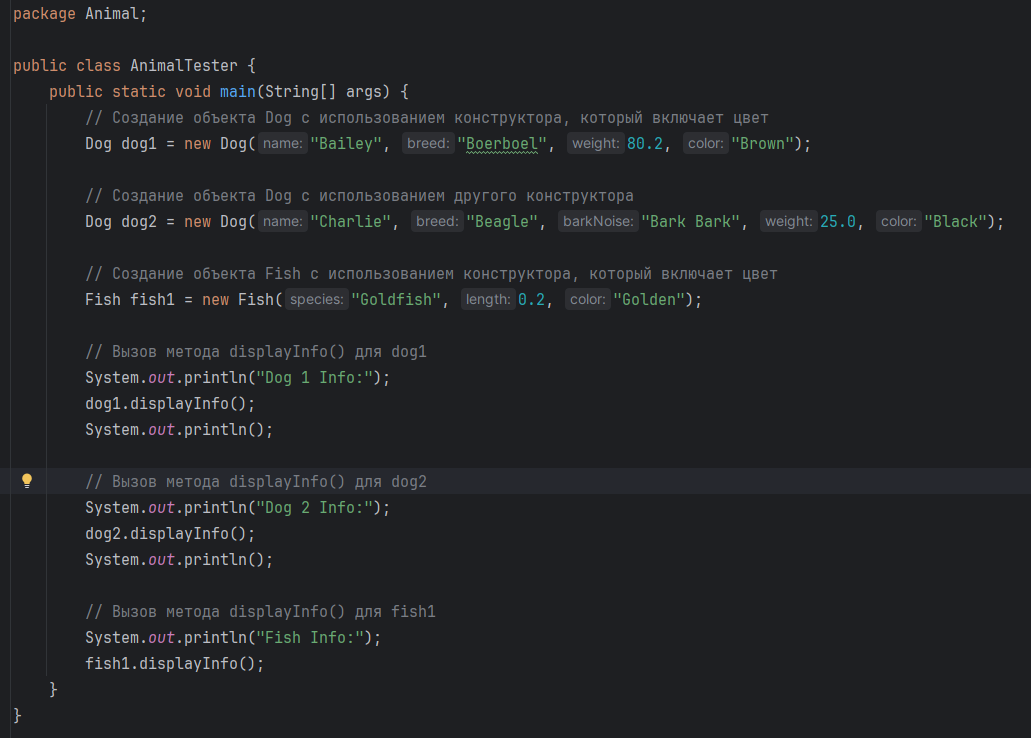 package Animal;
public class AnimalTester {
public static void main(String[] args) {
// Создание объекта Dog с использованием конструктора, который включает цвет
Dog dog1 = new Dog( name: "Bailey", breed: "Boerboel", weight: 80.2, color: "Brown");
// Создание объекта Dog с использованием другого конструктора
Dog dog2 = new Dog( name: "Charlie", breed: "Beagle", barkNoise: "Bark Bark", weight: 25.0, color: "Black");
// Создание объекта Fish с использованием конструктора, который включает цвет
Fish fish1 = new Fish( species: "Goldfish", length: 0.2, color: "Golden");
// Вызов метода displayInfo() для dog1
System.out.println("Dog 1 Info:");
dog1.displayInfo();
System.out.println();
// Вызов метода displayInfo() для dog2
System.out.println("Dog 2 Info:");
dog2.displayInfo();
System.out.println();
// Вызов метода displayInfo() для fish1
System.out.println("Fish Info:");
fish1.displayInfo();
}
}